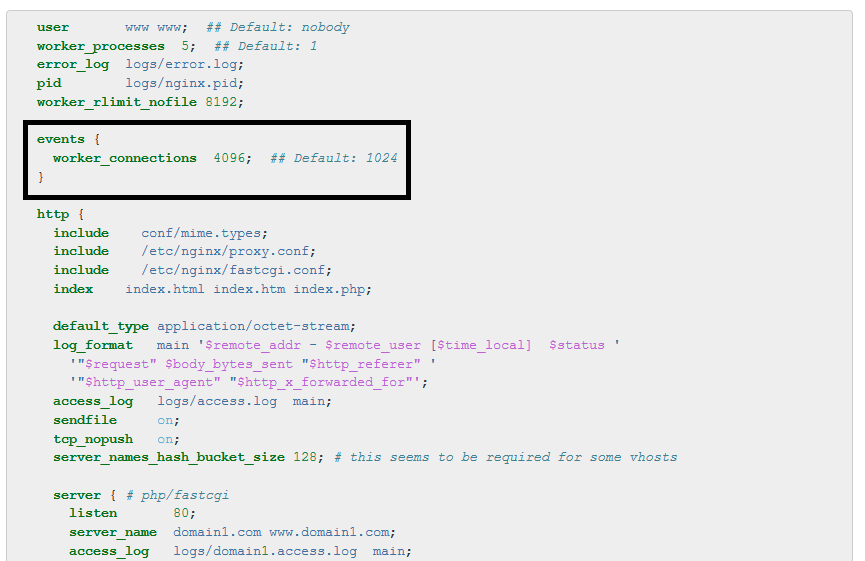 user       www www;  ## Default: nobody
worker_processes  5;  ## Default: 1
error_log  logs/error.log;
pid        logs/nginx.pid;
worker_rlimit_nofile 8192;
events {
  worker_connections  4096;  ## Default: 1024
}
http {
  include    conf/mime.types;
  include    /etc/nginx/proxy.conf;
  include    /etc/nginx/fastcgi.conf;
  index    index.html index.htm index.php;
  default_type application/octet-stream;
  log_format   main '$remote_addr - $remote_user [$time_local]  $status '
    '"$request" $body_bytes_sent "$http_referer" '
    '"$http_user_agent" "$http_x_forwarded_for"';
  access_log   logs/access.log  main;
  sendfile     on;
  tcp_nopush   on;
  server_names_hash_bucket_size 128; # this seems to be required for some vhosts
  server { # php/fastcgi
    listen       80;
    server_name  domain1.com www.domain1.com;
    access_log   logs/domain1.access.log  main;